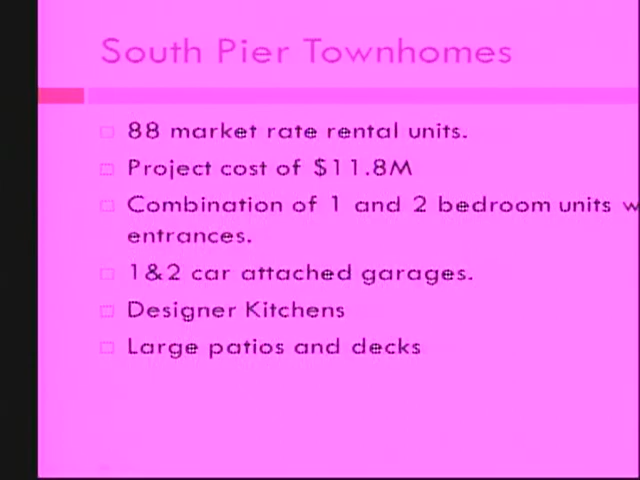 South Pier Townhomes
88 market rate rental units.
Project cost of $11.8M
Combination of 1 and 2 bedroom units
entrances.
1&2 car attached garages.
Designer Kitchens
Large patios and decks